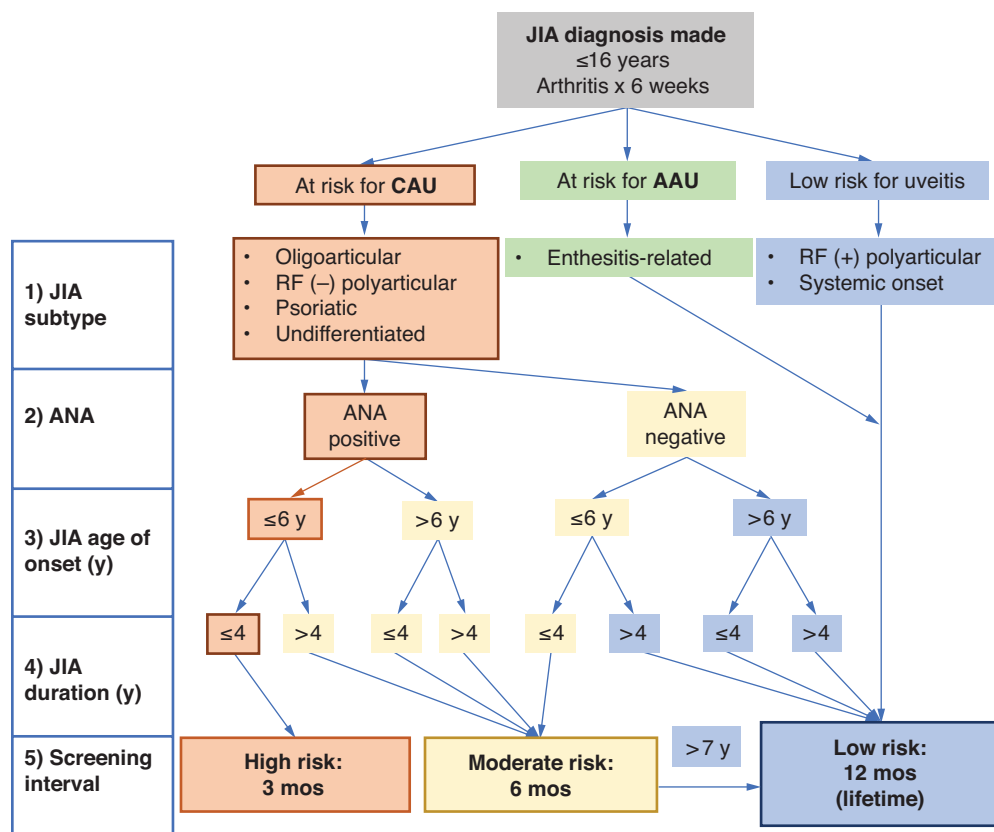 JIA diagnosis made
≤16 years
Arthritis x 6 weeks
At risk for CAU
At risk for AAU
Low risk for uveitis
1) JIA
subtype
• Oligoarticular
• RF (–) polyarticular
• Psoriatic
• Undifferentiated
• Enthesitis-related
• RF (+) polyarticular
• Systemic onset
2) ANA
ANA
positive
ANA
negative
3) JIA age of
onset (y)
≤6 y
>6 y
≤6 y
>6 y
4) JIA
duration (y)
≤4
>4
≤4
>4
≤4
>4
≤4
>4
5) Screening
interval
High risk:
3 mos
Moderate risk:
6 mos
>7 y
Low risk:
12 mos
(lifetime)